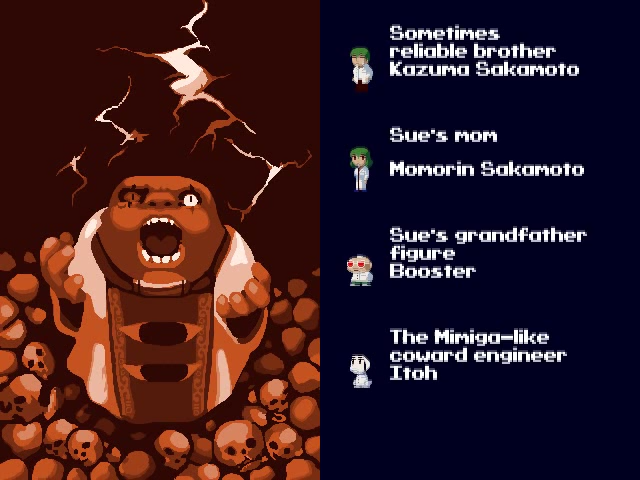 Sometimes
reliable brother
Kazuma Sakamoto
Sue's mom
Momorin Sakamoto
Sue's grandfather
figure
Booster
The Mimiga-like
coward engineer
Itoh